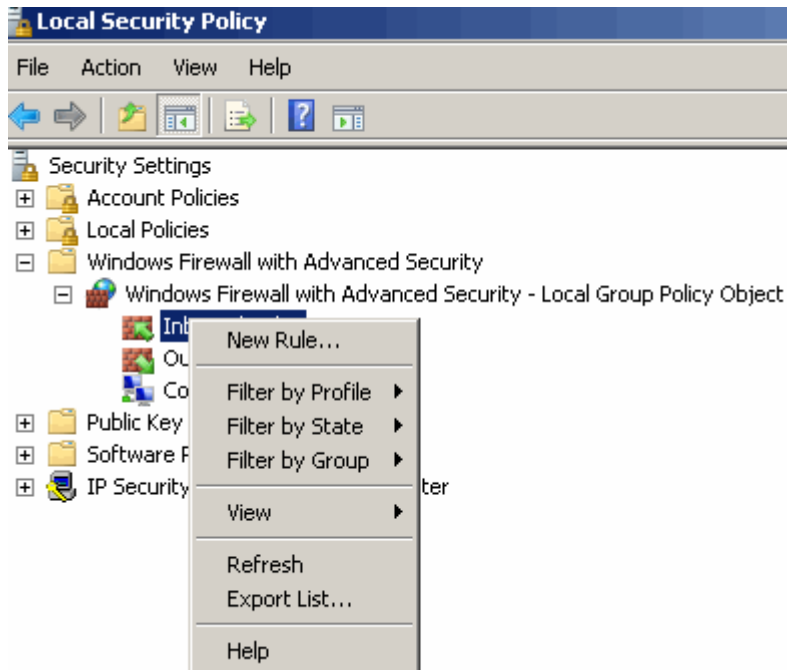 Local Security Policy
File Action View Help
Security Settings
Account Policies
Local Policies
Windows Firewall with Advanced Security
Windows Firewall with Advanced Security - Local Group Policy Object
New Rule...
Filter by Profile
Public Key
Filter by State
Software
Filter by Group
IP Security
View
Refresh
Export List...
Help